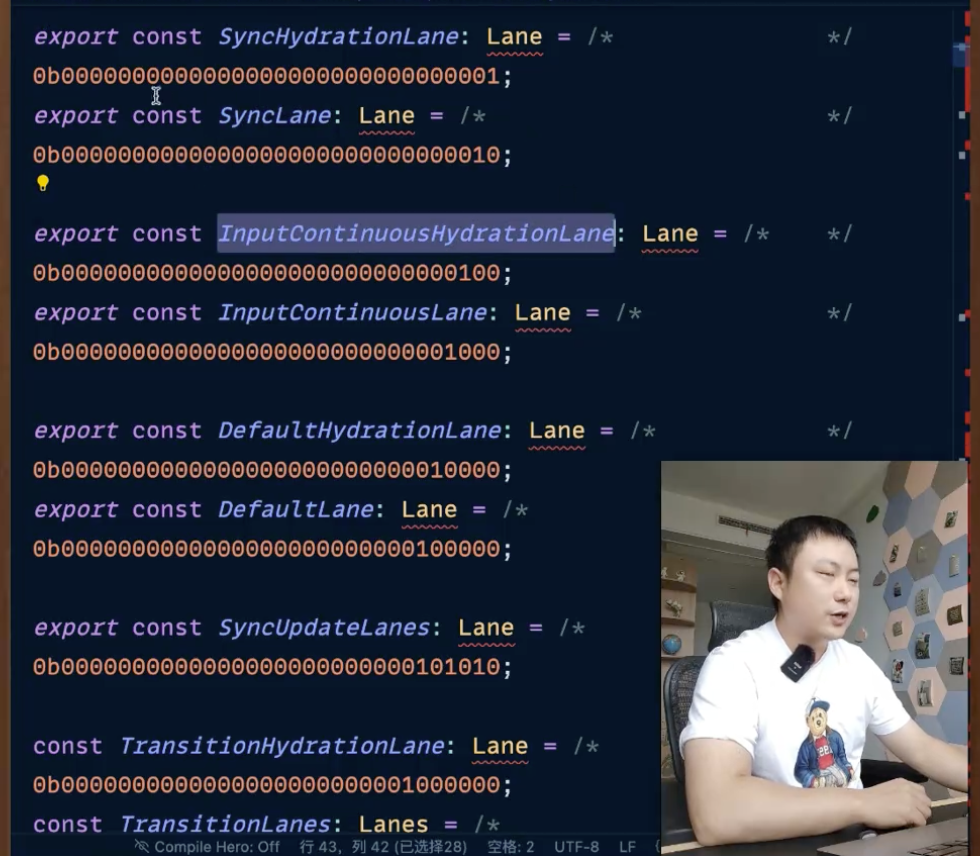 export const SyncHydrationLane: Lane = /* */
0b0000000000000000000000000000001;
export const SyncLane: Lane = /* */
0b0000000000000000000000000000010;
export const InputContinuousHydrationLane: Lane = /* */
0b0000000000000000000000000000100;
export const InputContinuousLane: Lane = /* */
0b0000000000000000000000000001000;
export const DefaultHydrationLane: Lane = /* */
0b0000000000000000000000000010000;
export const DefaultLane: Lane = /*
0b0000000000000000000000000100000;
export const SyncUpdateLanes: Lane = /*
0b0000000000000000000000000101010;
const TransitionHydrationLane: Lane = /*
0b0000000000000000000000001000000;
const TransitionLanes: Lanes = /*
Compile Hero: Off 行 43，列 42 (已选择28) 空格: 2 UTF-8 LF {